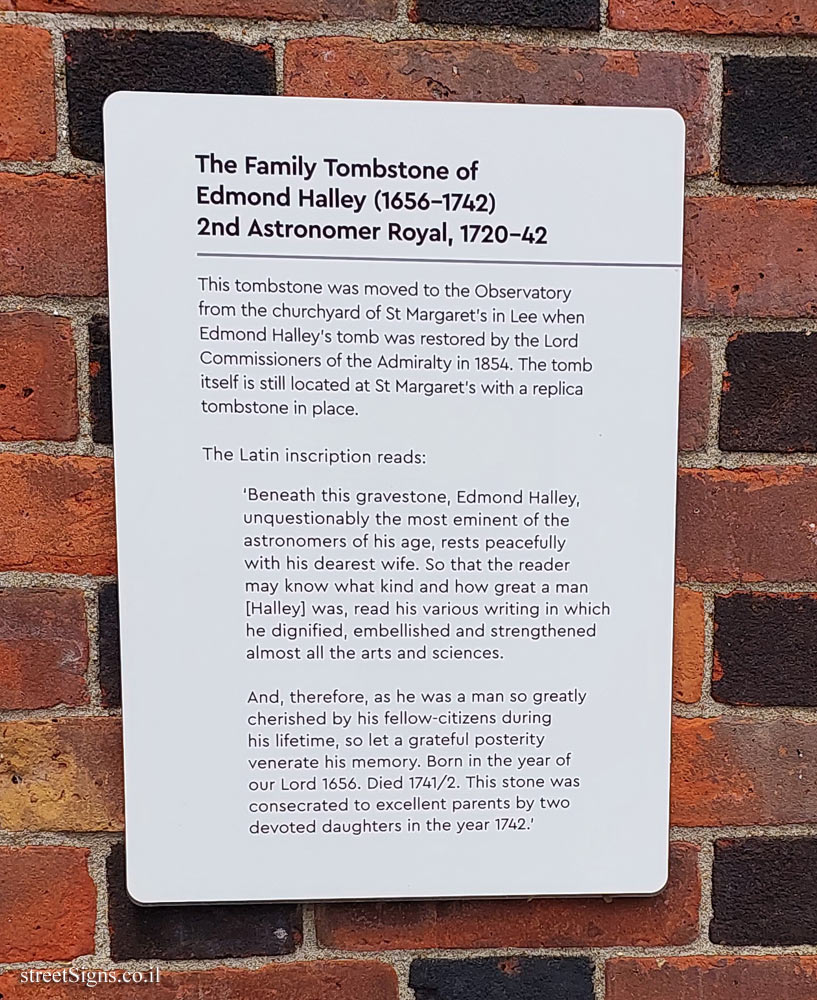 The Family Tombstone of
Edmond Halley (1656–1742)
2nd Astronomer Royal, 1720–42
This tombstone was moved to the Observatory
from the churchyard of St Margaret's in Lee when
Edmond Halley's tomb was restored by the Lord
Commissioners of the Admiralty in 1854. The tomb
itself is still located at St Margaret's with a replica
tombstone in place.
The Latin inscription reads:
'Beneath this gravestone, Edmond Halley,
unquestionably the most eminent of the
astronomers of his age, rests peacefully
with his dearest wife. So that the reader
may know what kind and how great a man
[Halley] was, read his various writing in which
he dignified, embellished and strengthened
almost all the arts and sciences.
And, therefore, as he was a man so greatly
cherished by his fellow-citizens during
his lifetime, so let a grateful posterity
venerate his memory. Born in the year of
our Lord 1656. Died 1741/2. This stone was
consecrated to excellent parents by two
devoted daughters in the year 1742.'
streetSigns.co.il